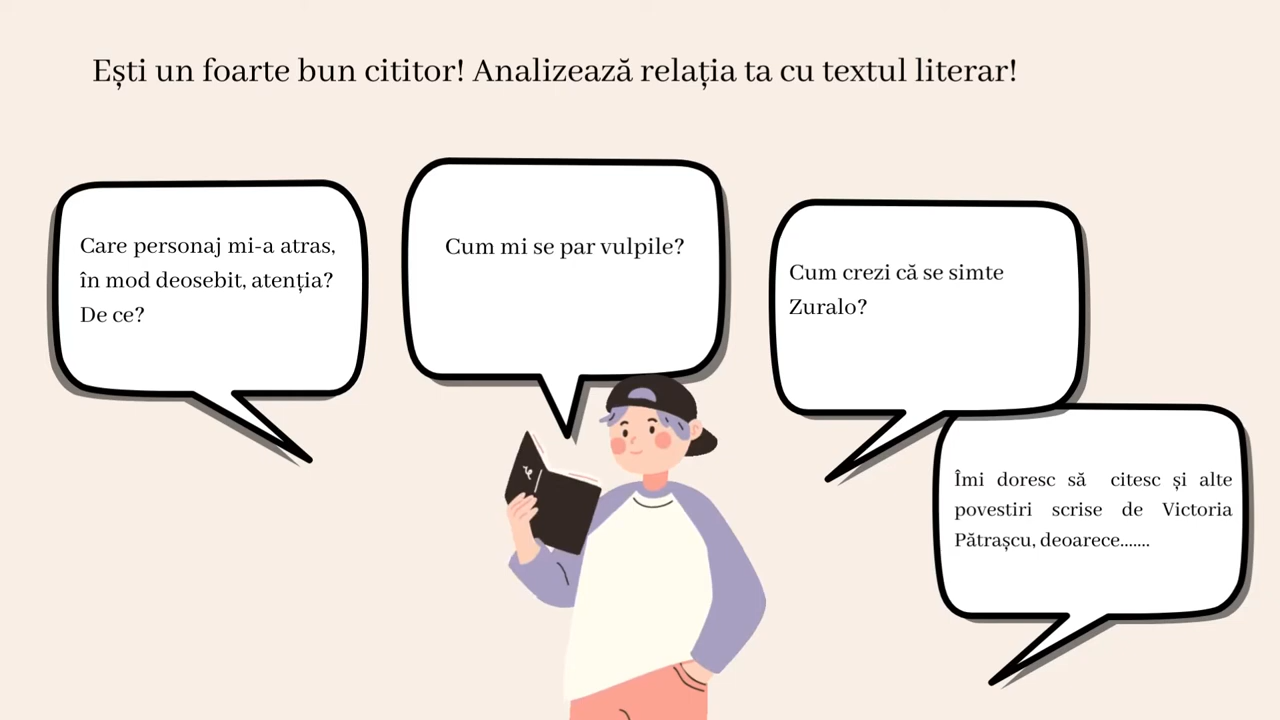 Ești un foarte bun cititor! Analizează relația ta cu textul literar!
Care personaj mi-a atras,
în mod deosebit, atenția?
De ce?
Cum mi se par vulpile?
Cum crezi că se simte
Zuralo?
Îmi doresc să citesc și alte
povestiri scrise de Victoria
Pătrașcu, deoarece.......